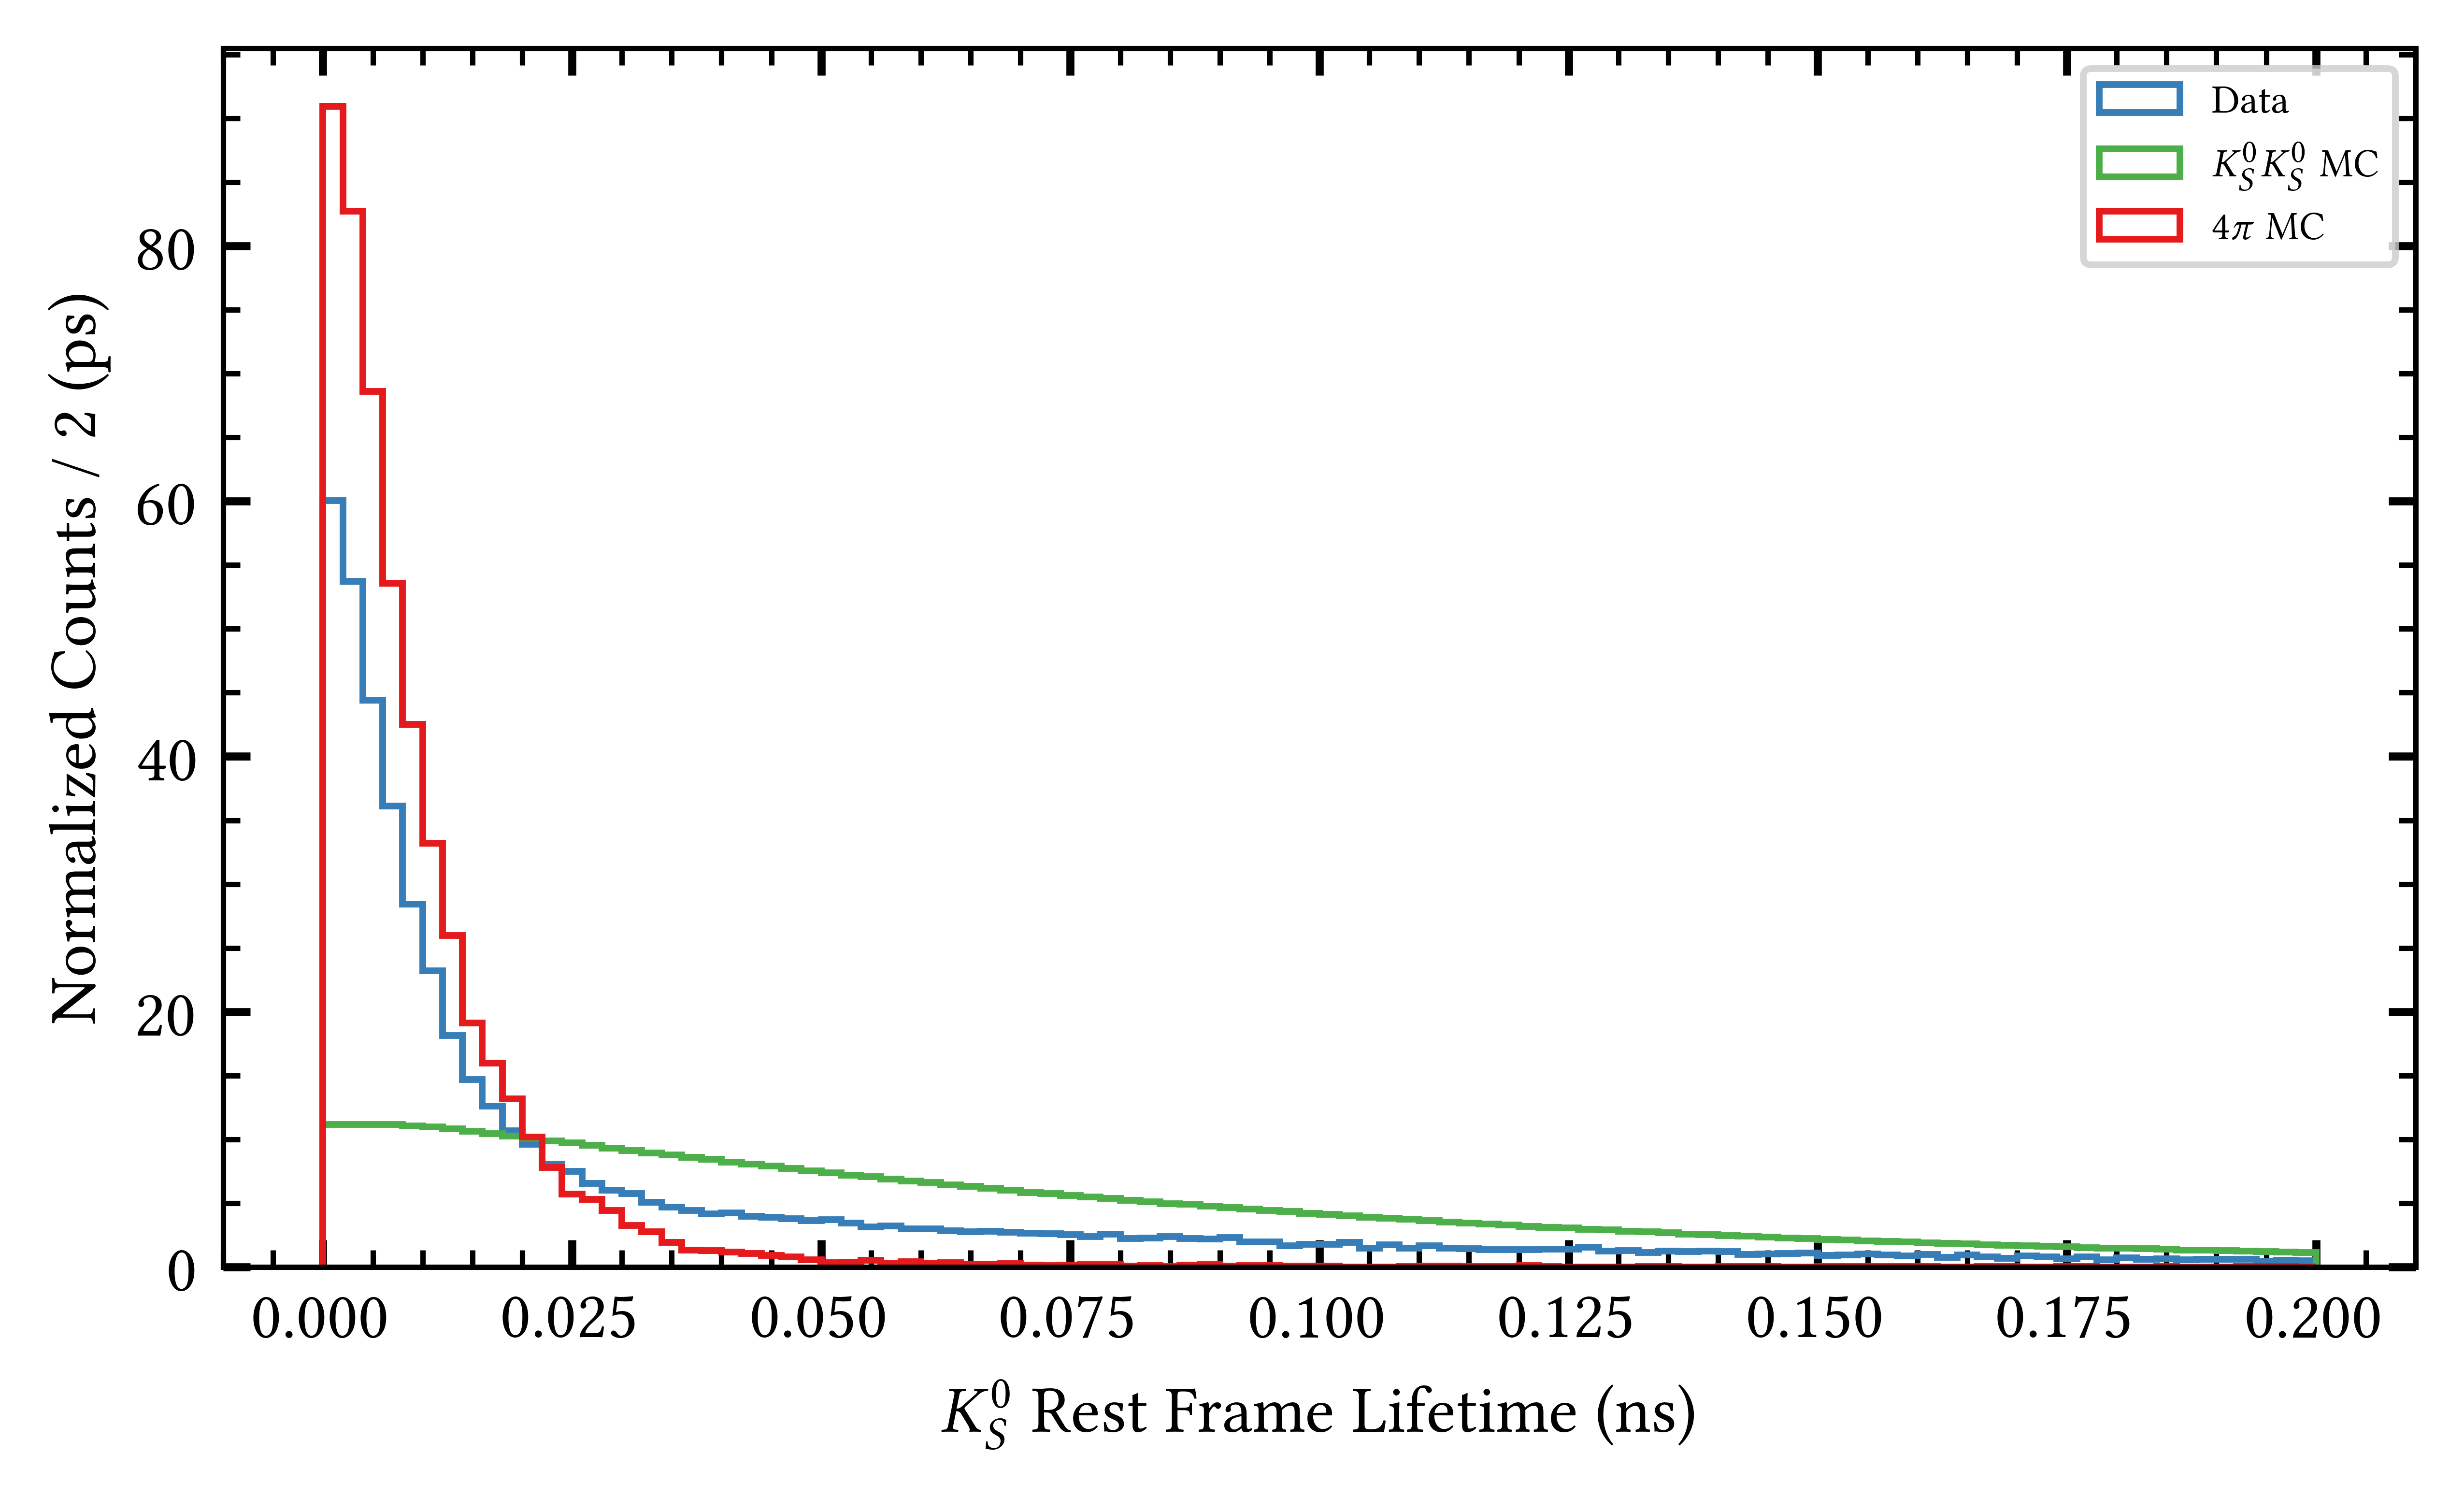 Normalized Counts / 2 (ps)
80
60
40
20
0
0.000 0.025 0.050 0.075 0.100 0.125 0.150 0.175 0.200
K_S^0 Rest Frame Lifetime (ns)
Data
K_S^0 K_S^0 MC
4π MC